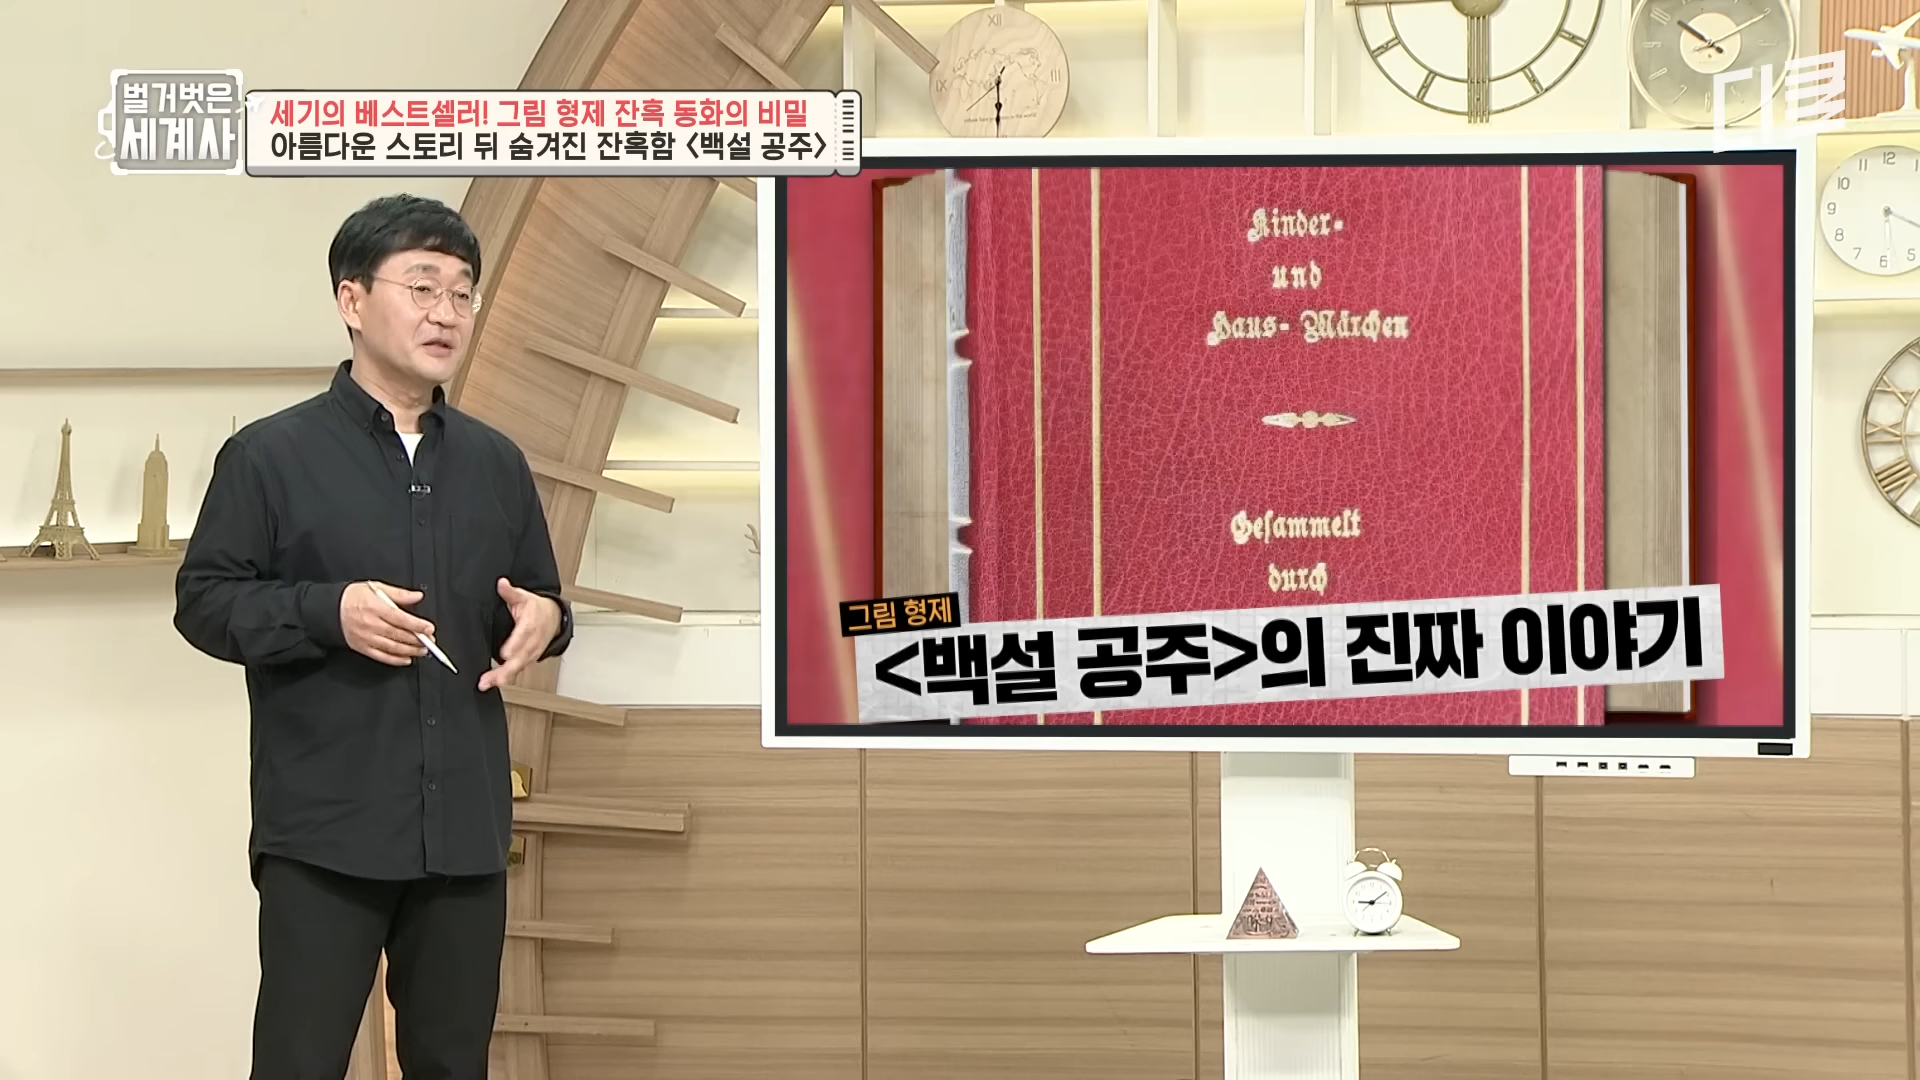 벌거벗은
세계사
세기의 베스트셀러! 그림 형제 잔혹 동화의 비밀
아름다운 스토리 뒤 숨겨진 잔혹함 <백설 공주>
디클
Kinder-
und
Haus- Märchen
Gesammelt
durch
그림 형제
<백설 공주>의 진짜 이야기